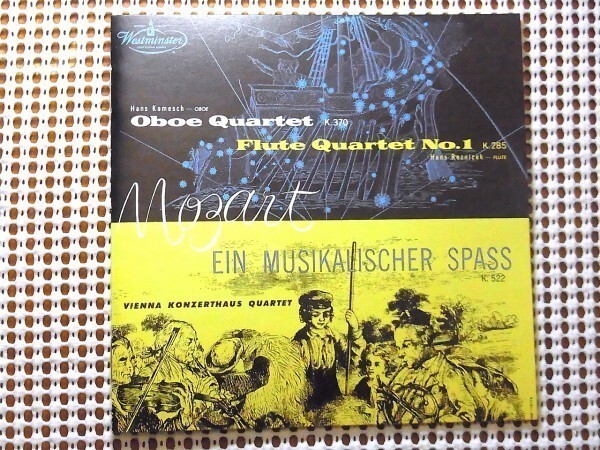 Westminster
Hans Kamesch — OBOE
Oboe Quartet K.370
Flute Quartet No.1 K.285
Hans Reznicek — FLUTE
Mozart
EIN MUSIKALISCHER SPASS
K. 522
VIENNA KONZERTHAUS QUARTET